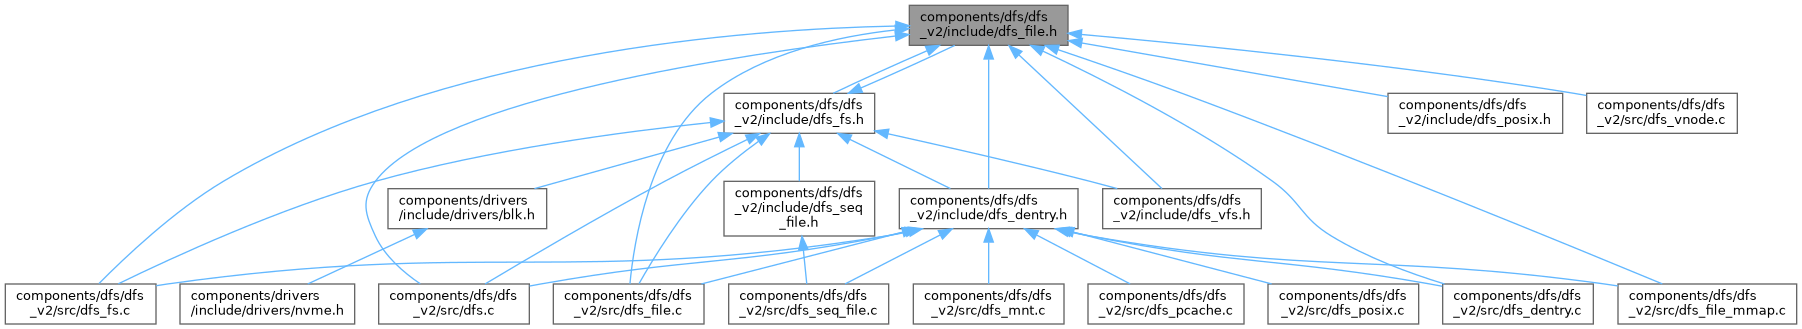 components/dfs/dfs
_v2/include/dfs_file.h
components/dfs/dfs
_v2/include/dfs_fs.h
components/dfs/dfs
_v2/include/dfs_posix.h
components/dfs/dfs
_v2/src/dfs_vnode.c
components/drivers
/include/drivers/blk.h
components/dfs/dfs
_v2/include/dfs_seq
_file.h
components/dfs/dfs
_v2/include/dfs_dentry.h
components/dfs/dfs
_v2/include/dfs_vfs.h
components/dfs/dfs
_v2/src/dfs_fs.c
components/drivers
/include/drivers/nvme.h
components/dfs/dfs
_v2/src/dfs.c
components/dfs/dfs
_v2/src/dfs_file.c
components/dfs/dfs
_v2/src/dfs_seq_file.c
components/dfs/dfs
_v2/src/dfs_mnt.c
components/dfs/dfs
_v2/src/dfs_pcache.c
components/dfs/dfs
_v2/src/dfs_posix.c
components/dfs/dfs
_v2/src/dfs_dentry.c
components/dfs/dfs
_v2/src/dfs_file_mmap.c